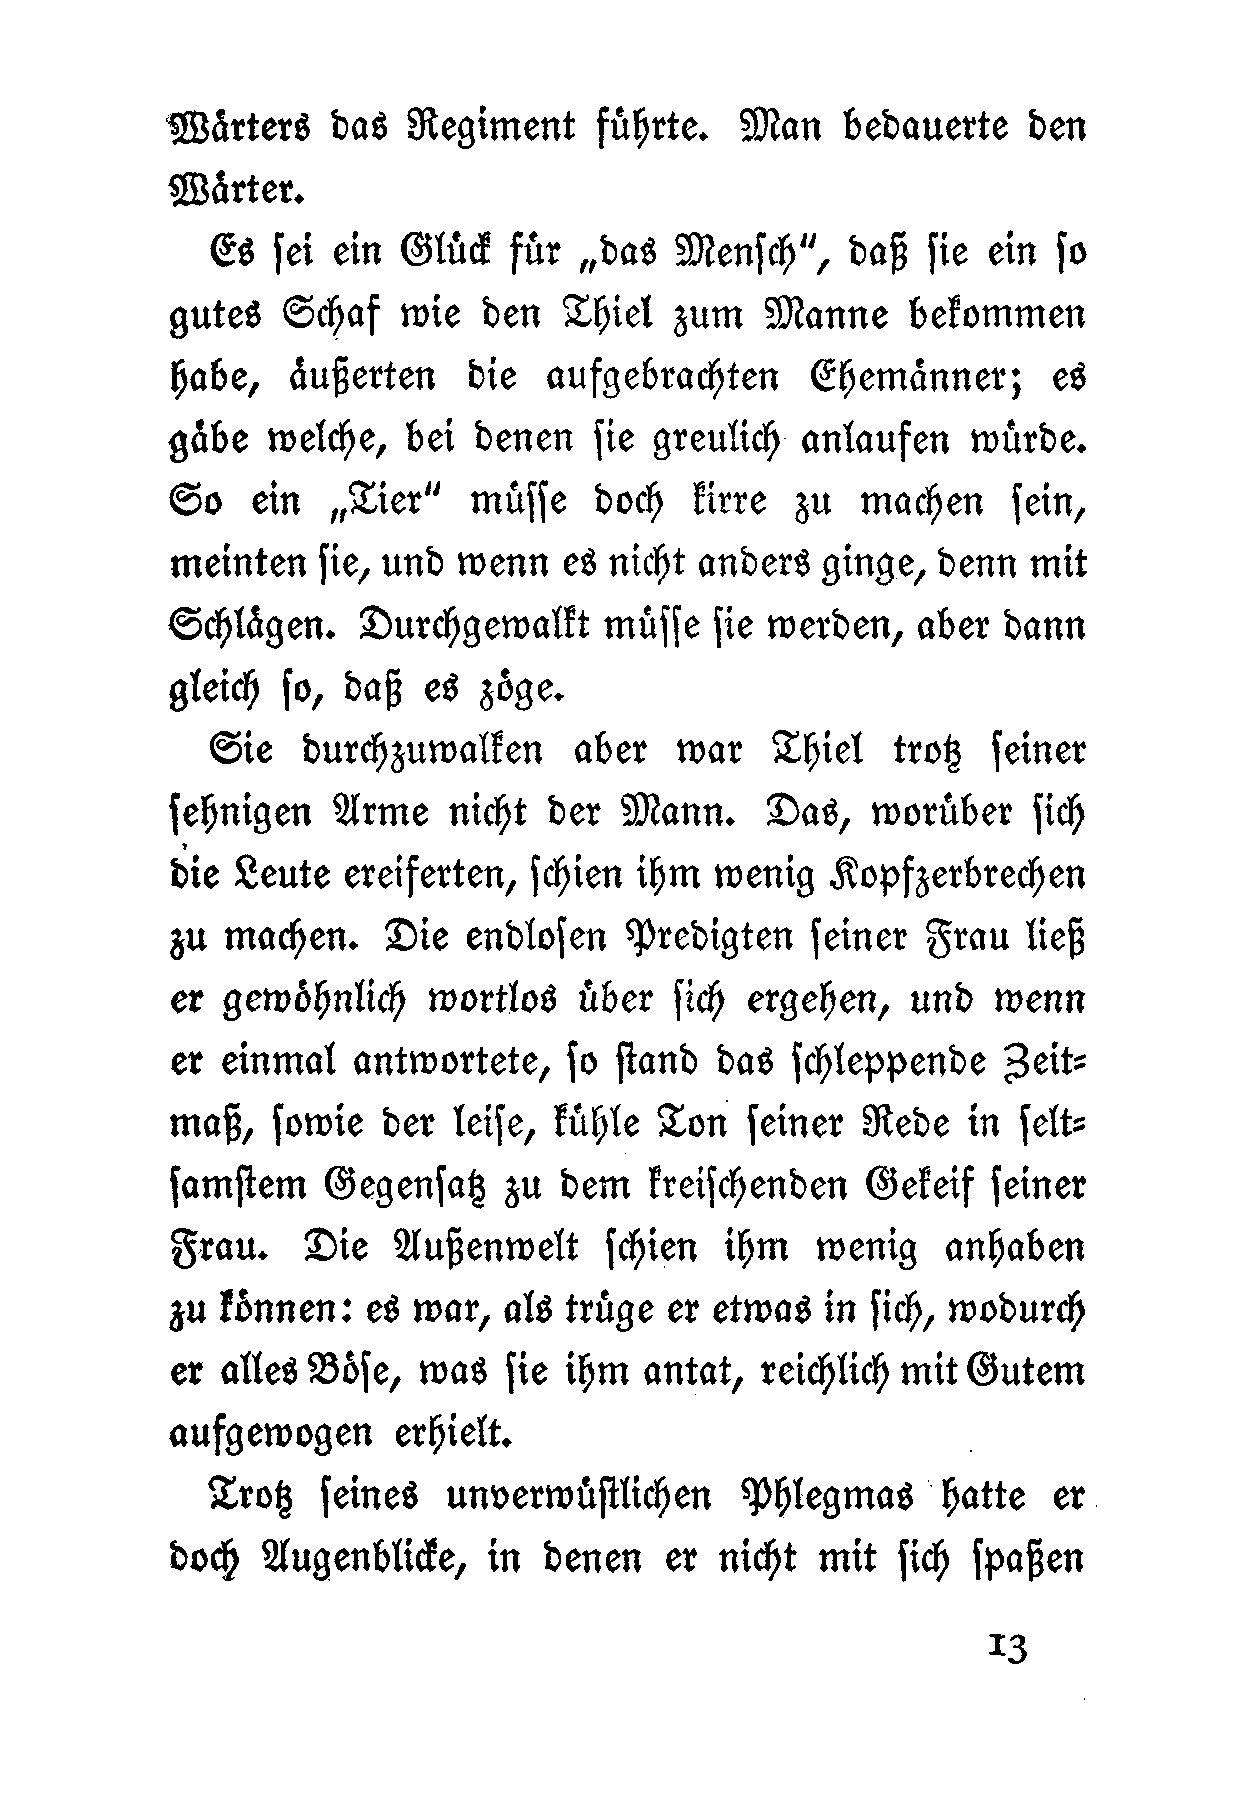 Wärters das Regiment führte. Man bedauerte den
Wärter.
Es sei ein Glück für „das Mensch“, daß sie ein so
gutes Schaf wie den Thiel zum Manne bekommen
habe, äußerten die aufgebrachten Ehemänner; es
gäbe welche, bei denen sie greulich anlaufen würde.
So ein „Tier“ müsse doch kirre zu machen sein,
meinten sie, und wenn es nicht anders ginge, denn mit
Schlägen. Durchgewalkt müsse sie werden, aber dann
gleich so, daß es zöge.
Sie durchzuwalken aber war Thiel trotz seiner
sehnigen Arme nicht der Mann. Das, worüber sich
die Leute ereiferten, schien ihm wenig Kopfzerbrechen
zu machen. Die endlosen Predigten seiner Frau ließ
er gewöhnlich wortlos über sich ergehen, und wenn
er einmal antwortete, so stand das schleppende Zeit-
maß, sowie der leise, kühle Ton seiner Rede in selt-
samstem Gegensatz zu dem kreischenden Gekeif seiner
Frau. Die Außenwelt schien ihm wenig anhaben
zu können: es war, als trüge er etwas in sich, wodurch
er alles Böse, was sie ihm antat, reichlich mit Gutem
aufgewogen erhielt.
Trotz seines unverwüstlichen Phlegmas hatte er
doch Augenblicke, in denen er nicht mit sich spaßen
13